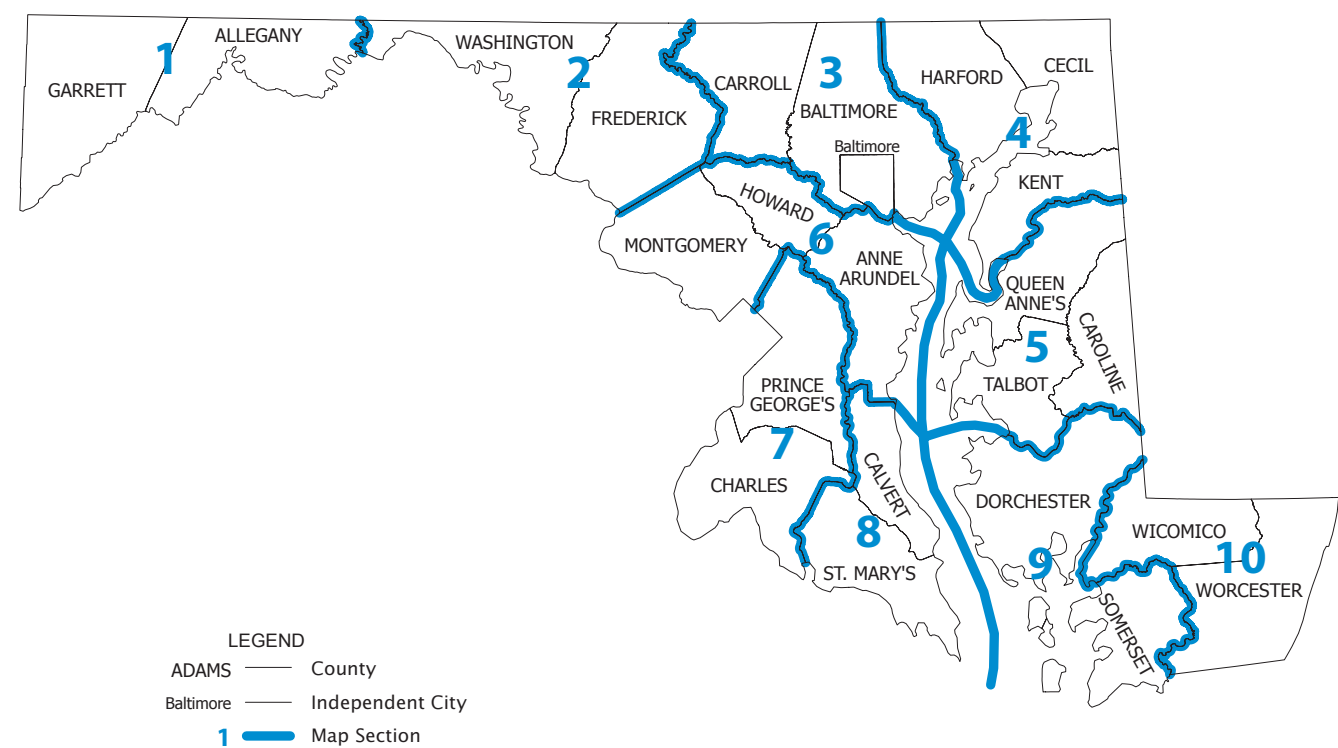 ALLEGANY
1
GARRETT
WASHINGTON
2
FREDERICK
CARROLL
3
BALTIMORE
Baltimore
HARFORD
CECIL
4
KENT
HOWARD
6
MONTGOMERY
ANNE
ARUNDEL
QUEEN
ANNE'S
5
TALBOT
CAROLINE
PRINCE
GEORGE'S
7
CHARLES
CALVERT
8
ST. MARY'S
DORCHESTER
9
WICOMICO
10
WORCESTER
SOMERSET
LEGEND
ADAMS County
Baltimore Independent City
1 Map Section